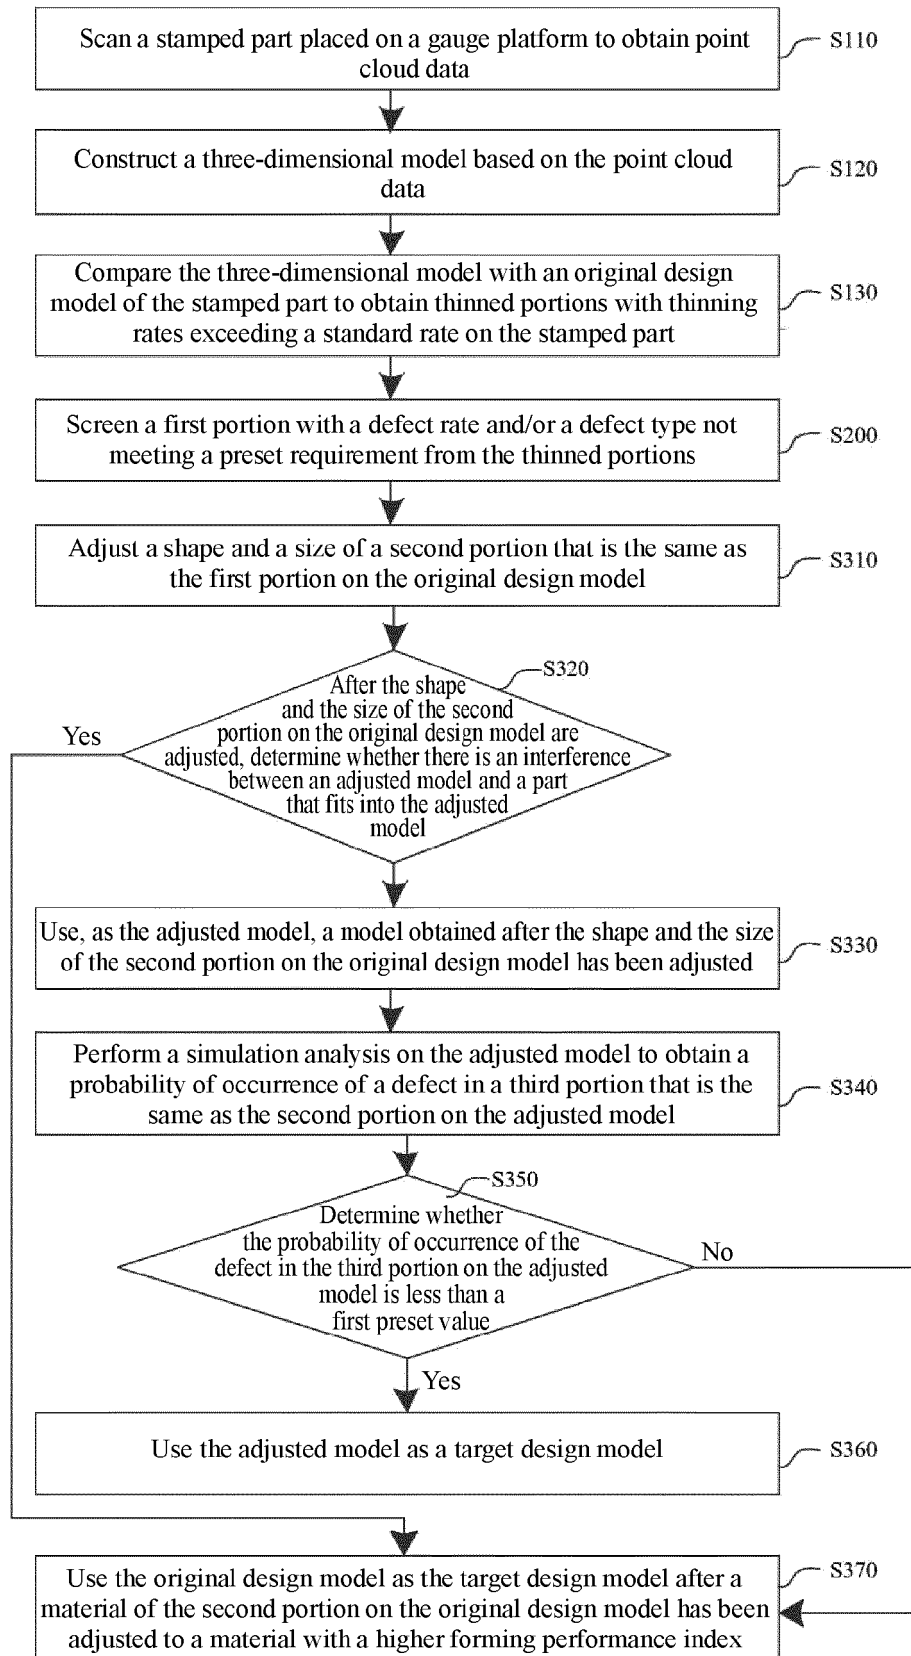 Scan a stamped part placed on a gauge platform to obtain point
cloud data
S110
Construct a three-dimensional model based on the point cloud
data
S120
Compare the three-dimensional model with an original design
model of the stamped part to obtain thinned portions with thinning
rates exceeding a standard rate on the stamped part
S130
Screen a first portion with a defect rate and/or a defect type not
meeting a preset requirement from the thinned portions
S200
Adjust a shape and a size of a second portion that is the same as
the first portion on the original design model
S310
S320
After the shape
and the size of the second
portion on the original design model are
adjusted, determine whether there is an interference
between an adjusted model and a part
that fits into the adjusted
model
Yes
Use, as the adjusted model, a model obtained after the shape and the size
of the second portion on the original design model has been adjusted
S330
Perform a simulation analysis on the adjusted model to obtain a
probability of occurrence of a defect in a third portion that is the
same as the second portion on the adjusted model
S340
S350
Determine whether
the probability of occurrence of the
defect in the third portion on the adjusted
model is less than a
first preset value
No
Yes
Use the adjusted model as a target design model
S360
Use the original design model as the target design model after a
material of the second portion on the original design model has been
adjusted to a material with a higher forming performance index
S370